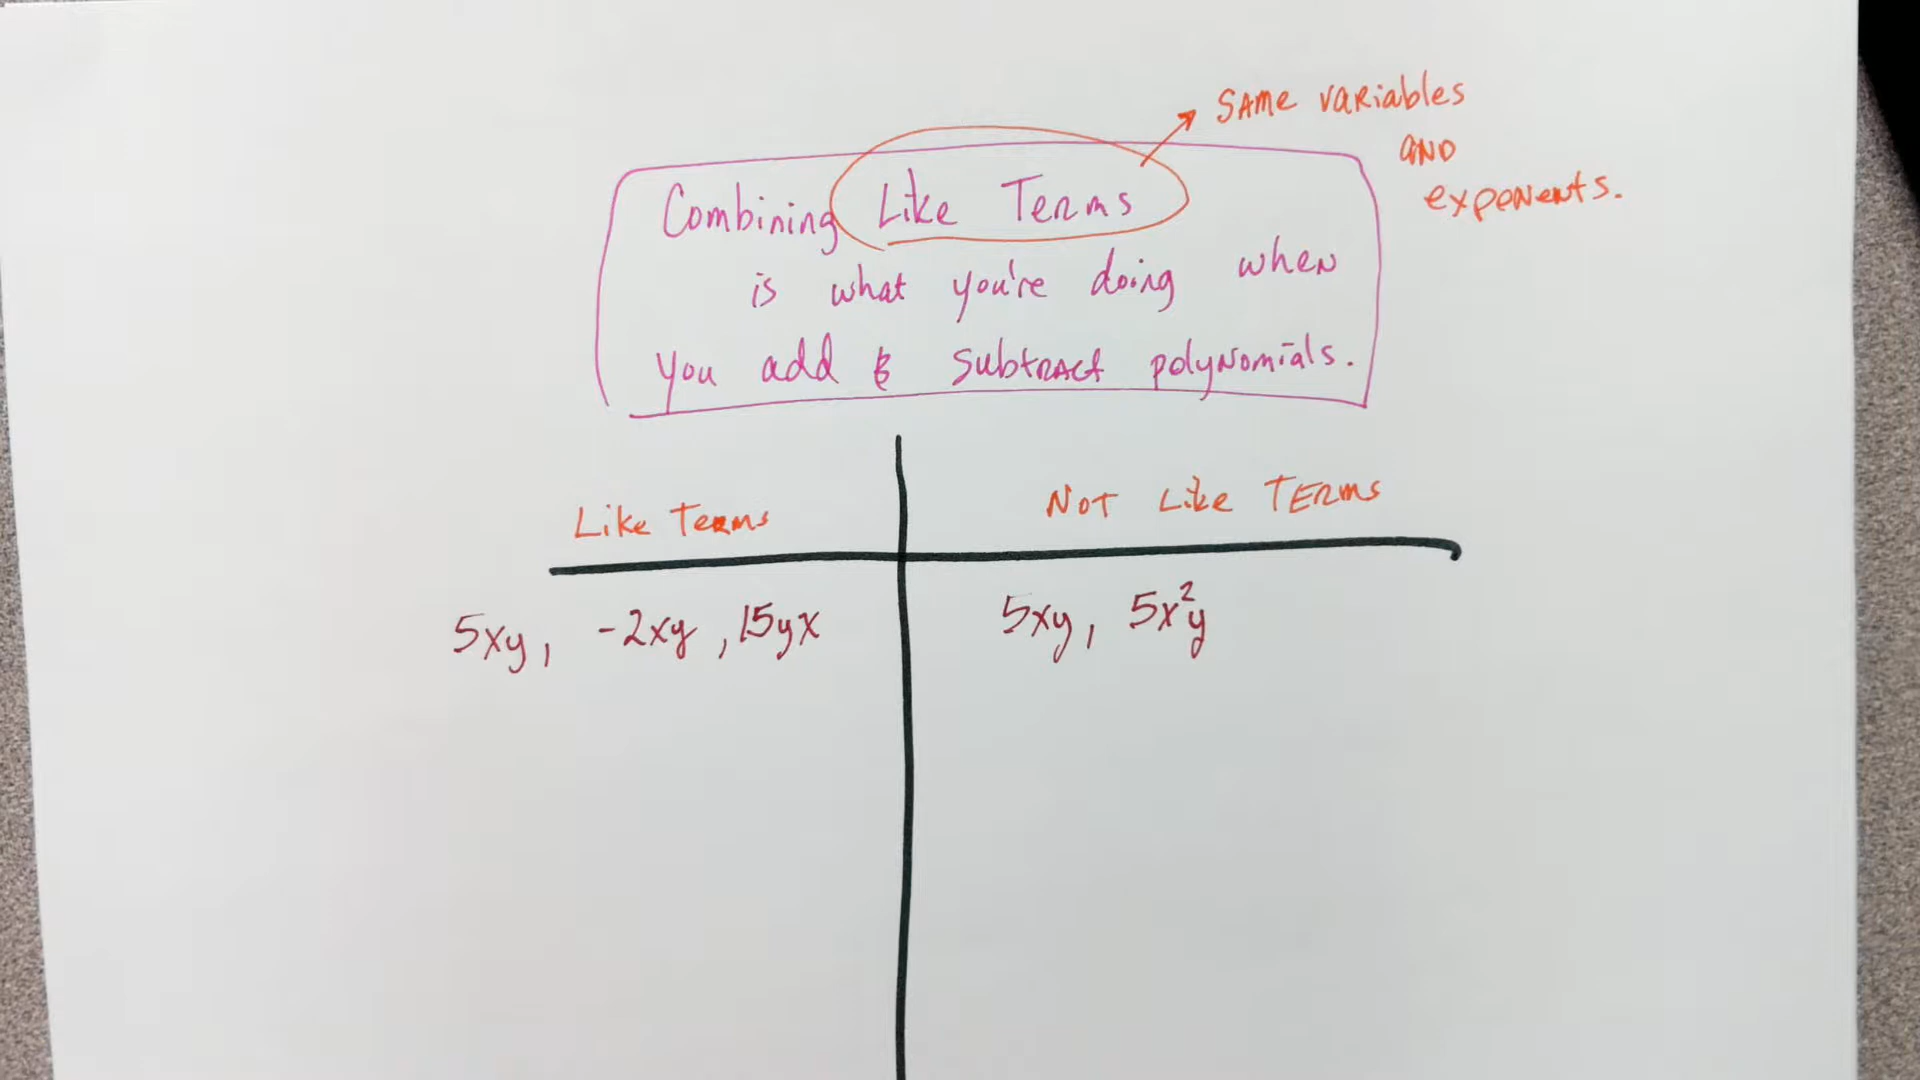 Combining Like Terms
is what you're doing when
you add & subtract polynomials.
Same variables
and
exponents.
Like Terms
Not Like Terms
5xy, -2xy, 15yx
5xy, 5x²y